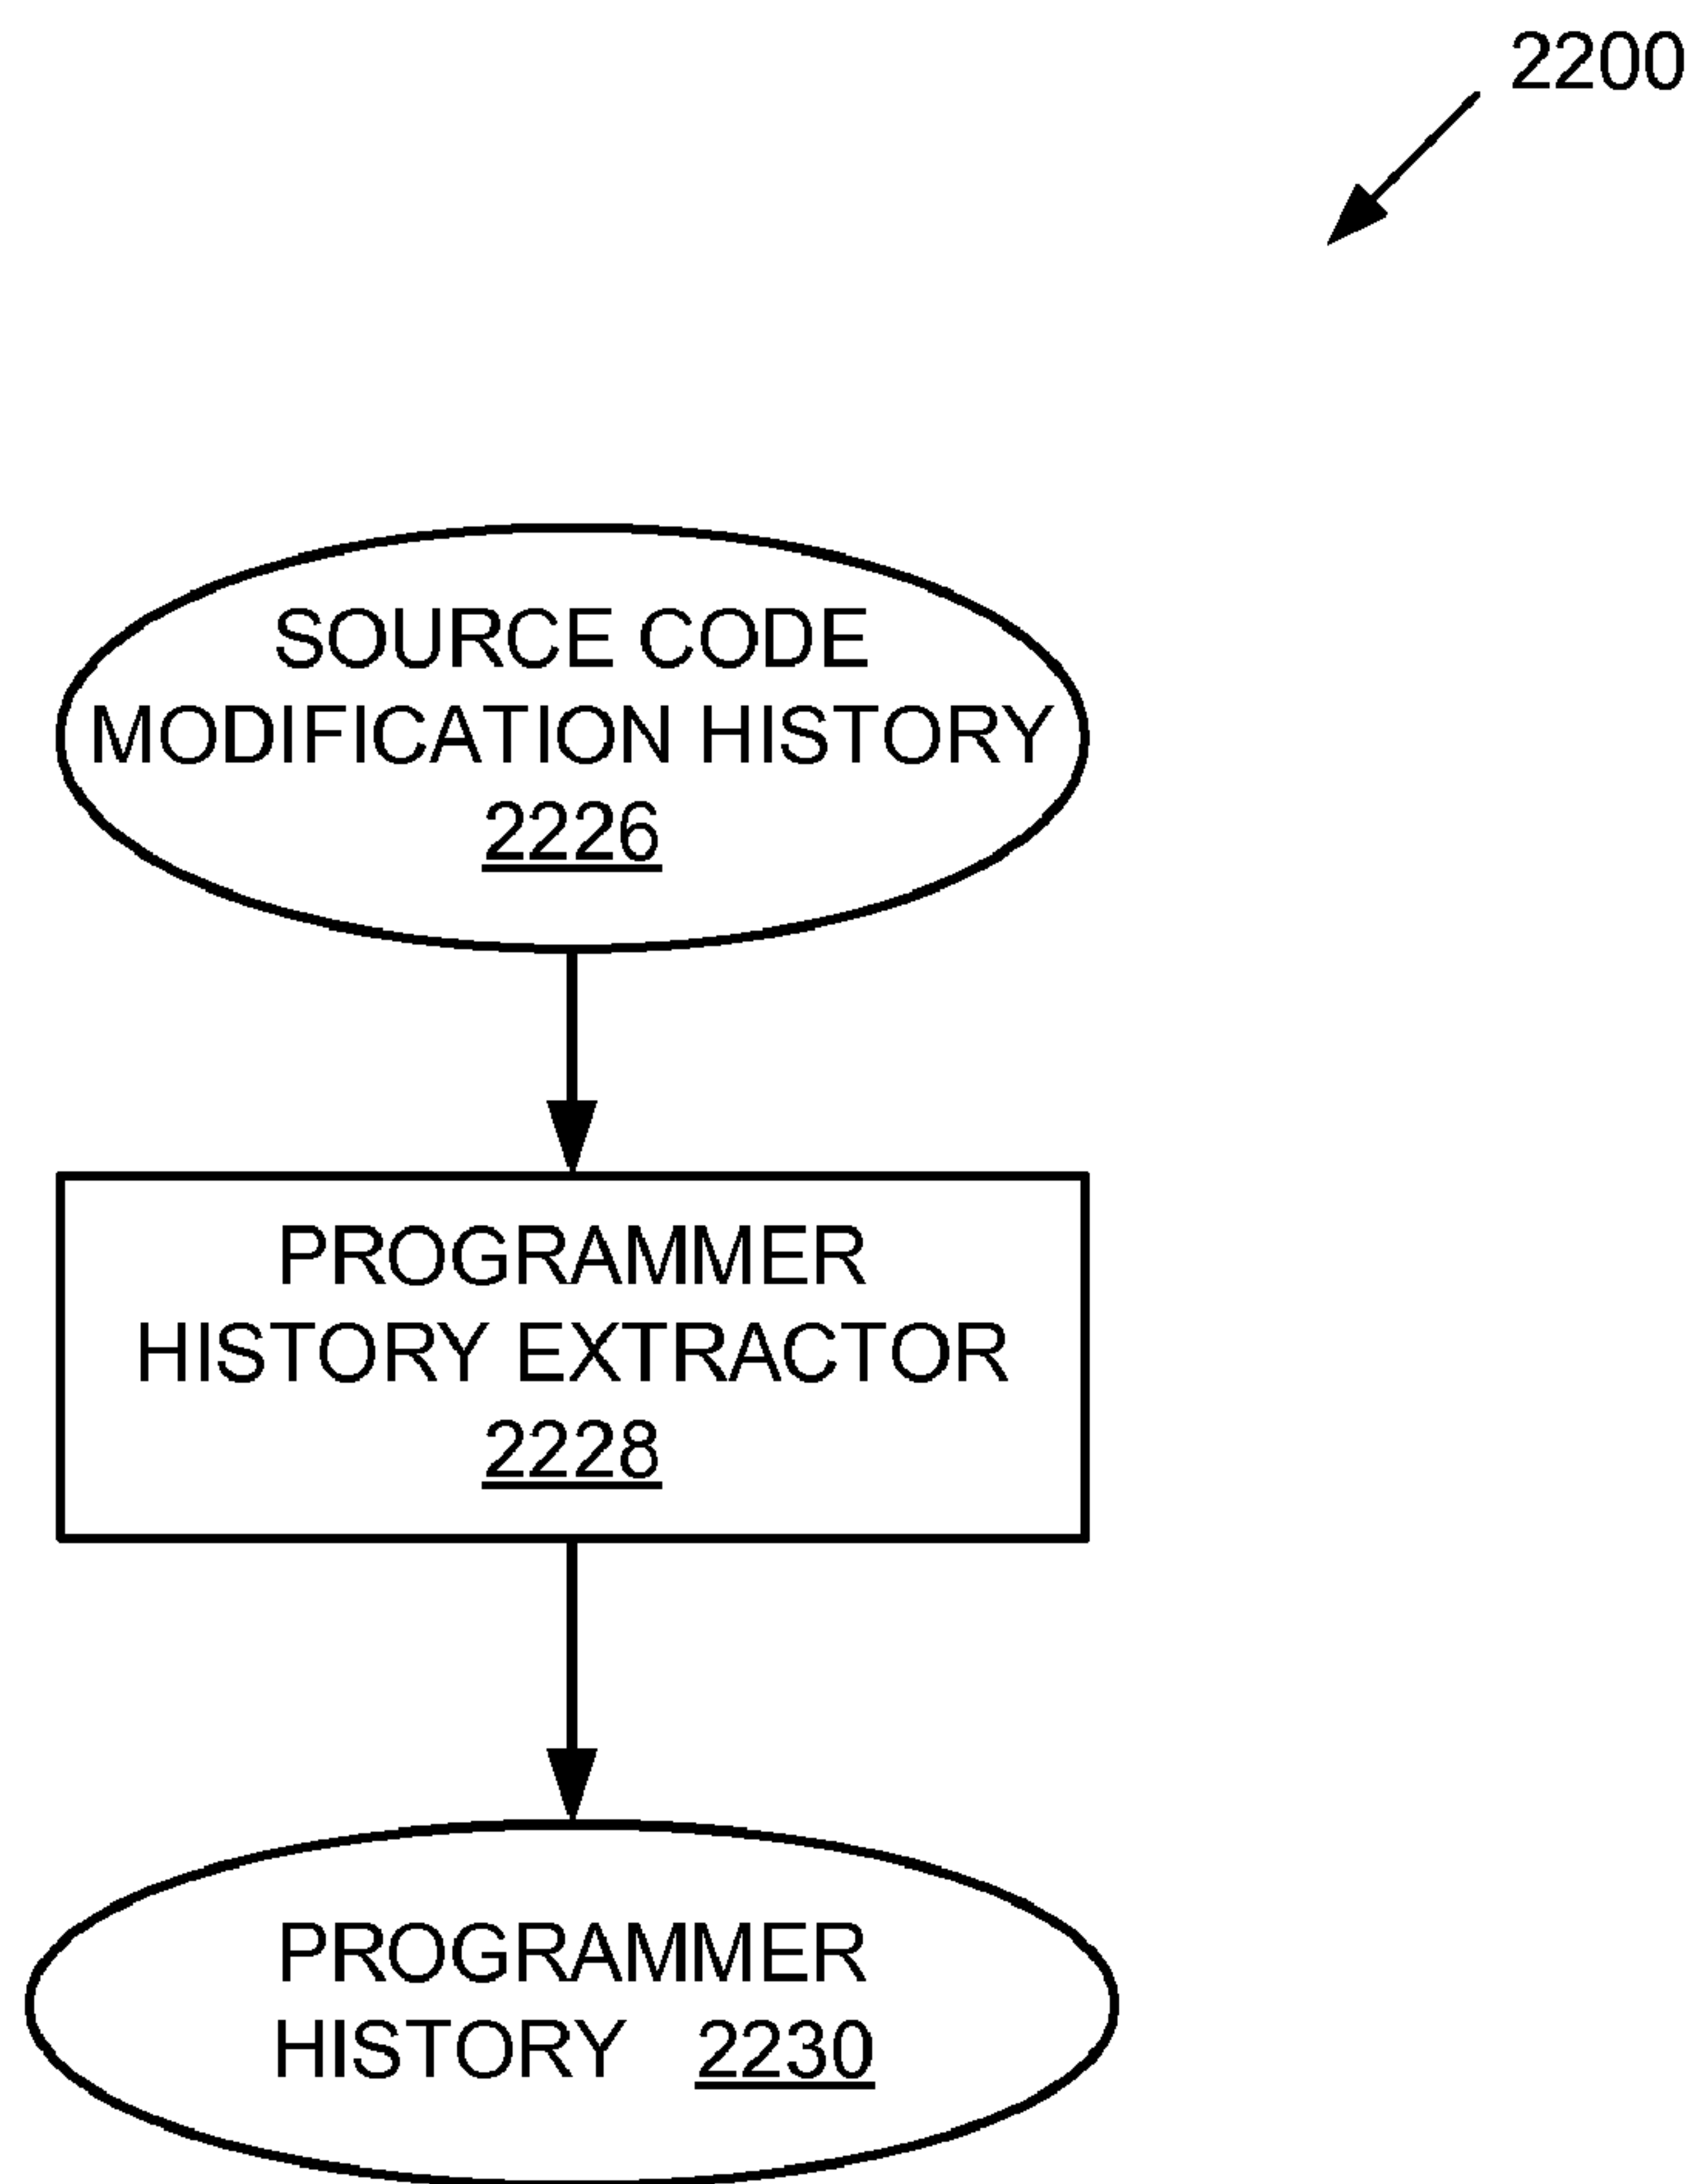 2200
SOURCE CODE
MODIFICATION HISTORY
2226
PROGRAMMER
HISTORY EXTRACTOR
2228
PROGRAMMER
HISTORY 2230